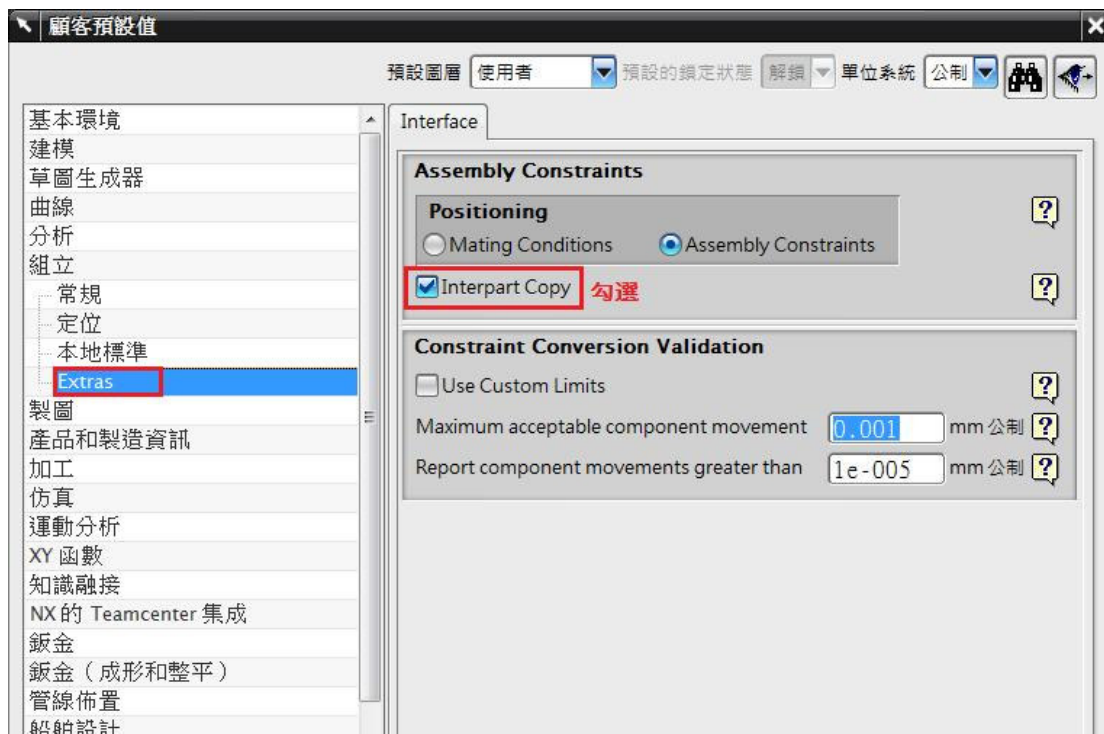 顧客預設值
預設圖層 使用者 預設的鎖定狀態 解鎖 單位系統 公制
基本環境
建模
草圖生成器
曲線
分析
組立
常規
定位
本地標準
Extras
製圖
產品和製造資訊
加工
仿真
運動分析
XY 函數
知識融接
NX 的 Teamcenter 集成
鈑金
鈑金（成形和整平）
管線佈置
船舶設計
Interface
Assembly Constraints
Positioning
Mating Conditions Assembly Constraints
Interpart Copy 勾選
Constraint Conversion Validation
Use Custom Limits
Maximum acceptable component movement 0.001 mm 公制
Report component movements greater than 1e-005 mm 公制